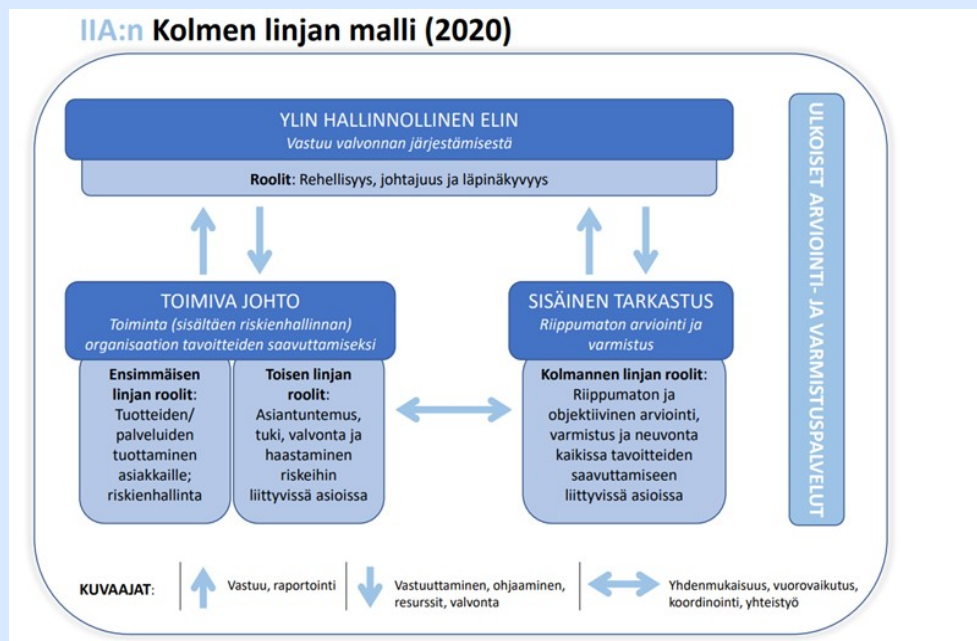 IIA:n Kolmen linjan malli (2020)
YLIN HALLINNOLLINEN ELIN
Vastuu valvonnan järjestämisestä
Roolit: Rehellisyys, johtajuus ja läpinäkyvyys
TOIMIVA JOHTO
Toiminta (sisältäen riskienhallinnan)
organisaation tavoitteiden saavuttamiseksi
Ensimmäisen
linjan roolit:
Tuotteiden/
palveluiden
tuottaminen
asiakkaille;
riskienhallinta
Toisen linjan
roolit:
Asiantuntemus,
tuki, valvonta ja
haastaminen
riskeihin
liittyvissä asioissa
SISÄINEN TARKASTUS
Riippumaton arviointi ja
varmistus
Kolmannen linjan roolit:
Riippumaton ja
objektiivinen arviointi,
varmistus ja neuvonta
kaikissa tavoitteiden
saavuttamiseen
liittyvissä asioissa
ULKOISET ARVIOINTI- JA VARMISTUSPALVELUT
KUVAAJAT:
Vastuu, raportointi
Vastuuttaminen, ohjaaminen,
resurssit, valvonta
Yhdenmukaisuus, vuorovaikutus,
koordinointi, yhteistyö